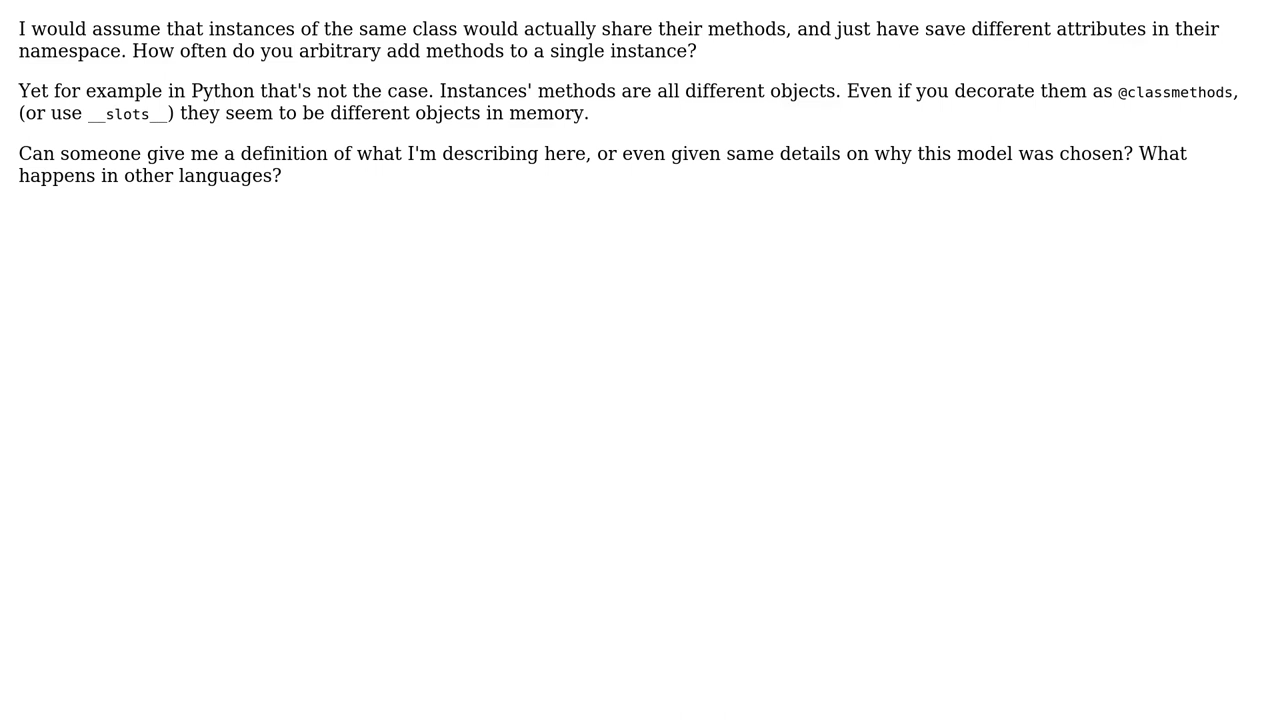 I would assume that instances of the same class would actually share their methods, and just have save different attributes in their
namespace. How often do you arbitrary add methods to a single instance?
Yet for example in Python that's not the case. Instances' methods are all different objects. Even if you decorate them as @classmethods,
(or use __slots__) they seem to be different objects in memory.
Can someone give me a definition of what I'm describing here, or even given same details on why this model was chosen? What
happens in other languages?